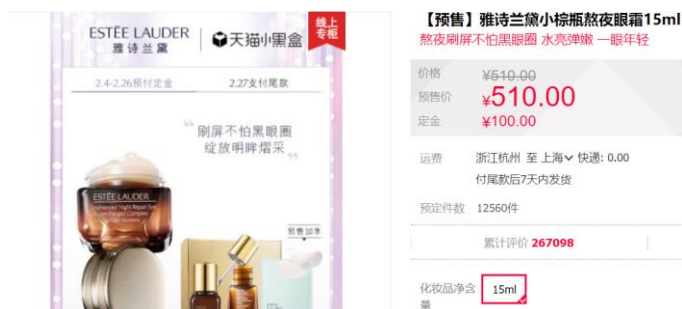 ESTĒE LAUDER
雅诗兰黛
天猫小黑盒
线上
专柜
2.4-2.26预付定金
2.27支付尾款
“刷屏不怕黑眼圈
绽放明眸熠采”
ESTĒE LAUDER
Advanced Night Repair Eye
Supercharged Complex
预售加享
【预售】雅诗兰黛小棕瓶熬夜眼霜15ml
熬夜刷屏不怕黑眼圈 水亮弹嫩 一眼年轻
价格 ¥510.00
预售价 ¥510.00
定金 ¥100.00
运费 浙江杭州 至 上海 快递: 0.00
付尾款后7天内发货
预定件数 12560件
累计评价 267098
化妆品净含 15ml
量